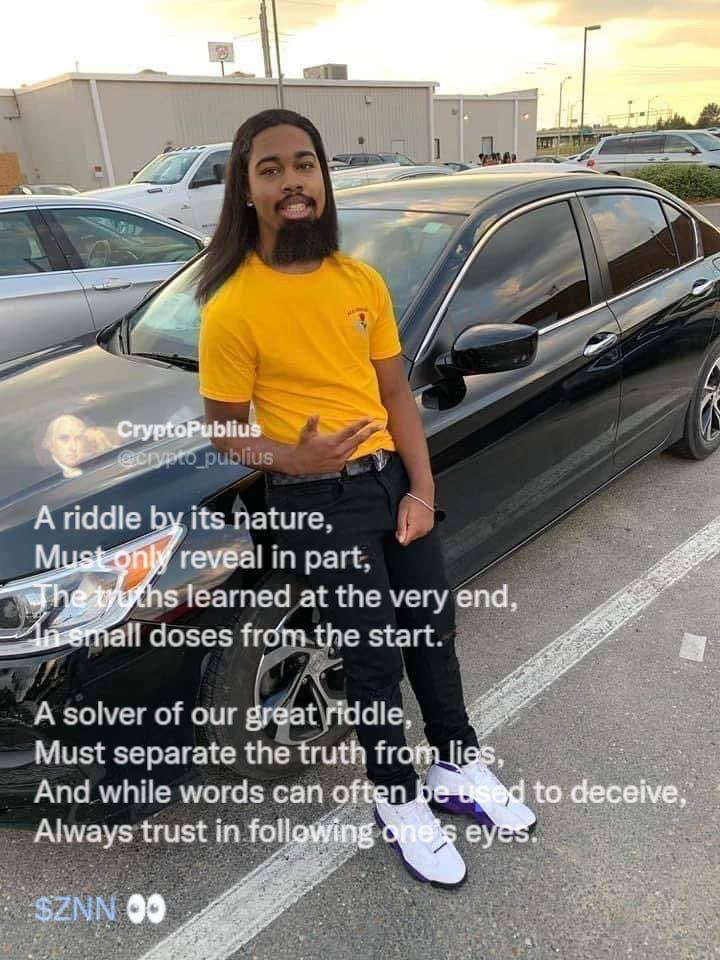 CryptoPublius
@crypto_publius
A riddle by its nature,
Must only reveal in part,
The truths learned at the very end,
In small doses from the start.
A solver of our great riddle,
Must separate the truth from lies,
And while words can often be used to deceive,
Always trust in following one's eyes.
$ZNN 👀